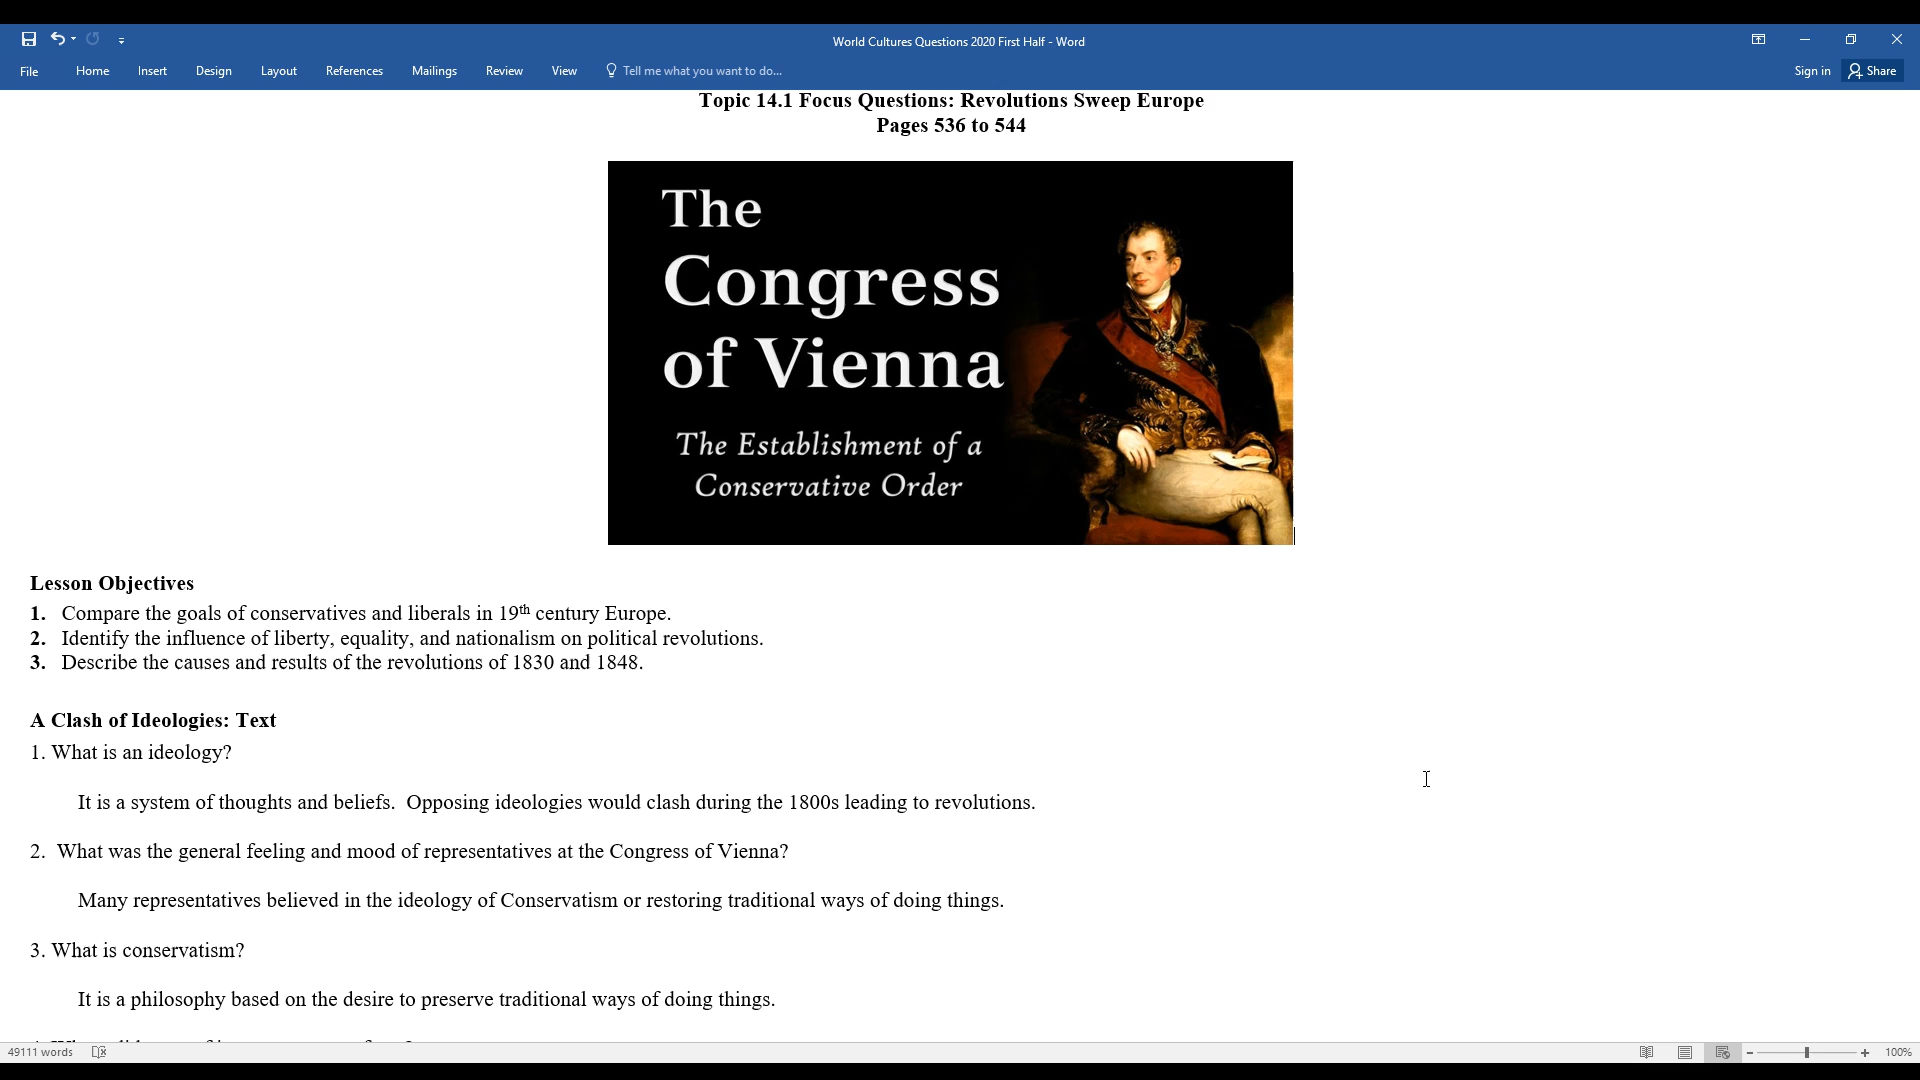 World Cultures Questions 2020 First Half - Word
File Home Insert Design Layout References Mailings Review View Tell me what you want to do... Sign in Share
Topic 14.1 Focus Questions: Revolutions Sweep Europe
Pages 536 to 544
The
Congress
of Vienna
The Establishment of a
Conservative Order
Lesson Objectives
1. Compare the goals of conservatives and liberals in 19th century Europe.
2. Identify the influence of liberty, equality, and nationalism on political revolutions.
3. Describe the causes and results of the revolutions of 1830 and 1848.
A Clash of Ideologies: Text
1. What is an ideology?
It is a system of thoughts and beliefs.  Opposing ideologies would clash during the 1800s leading to revolutions.
2.  What was the general feeling and mood of representatives at the Congress of Vienna?
Many representatives believed in the ideology of Conservatism or restoring traditional ways of doing things.
3. What is conservatism?
It is a philosophy based on the desire to preserve traditional ways of doing things.
49111 words
100%